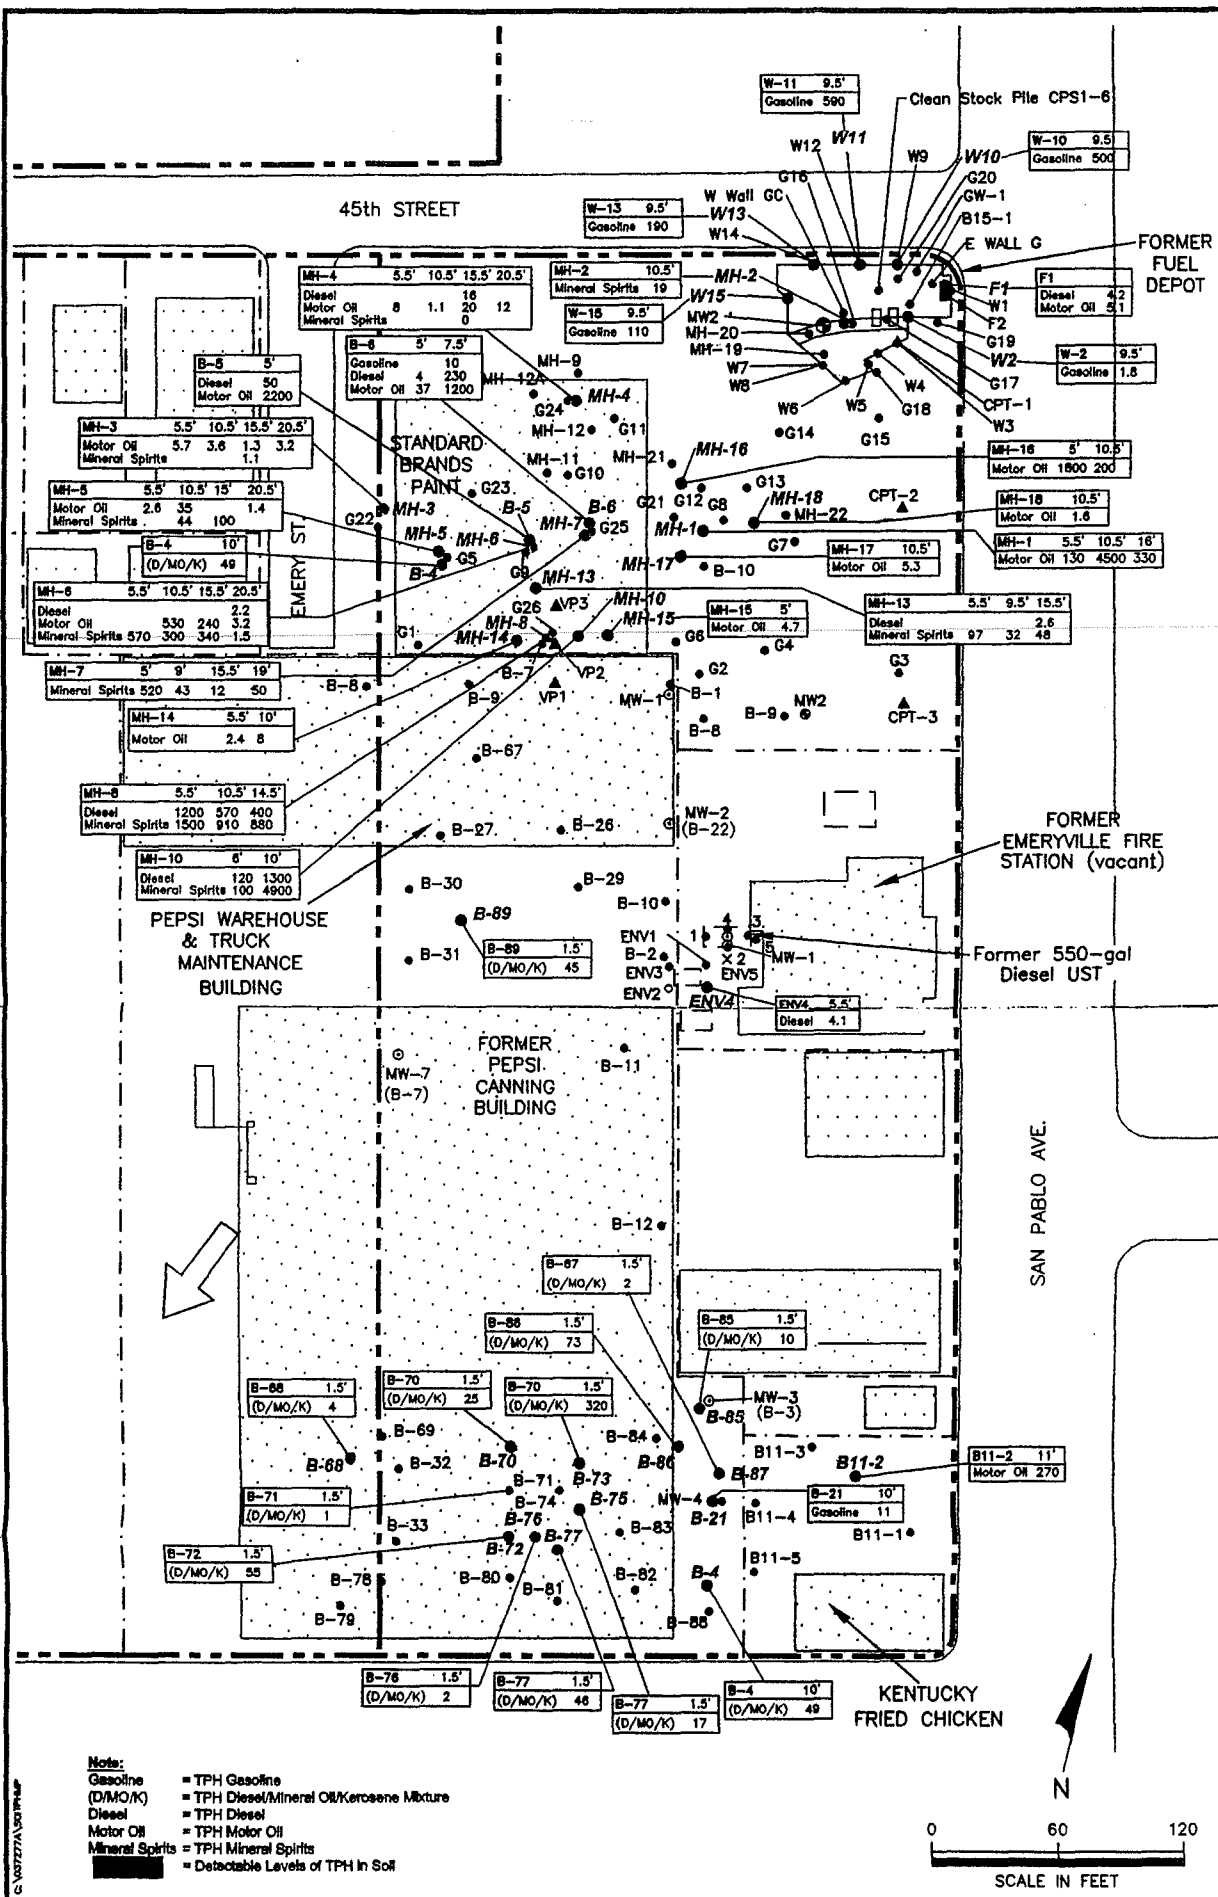 W-11 9.5'
Gasoline 590
Clean Stock Pile CPS1-6
W12
W11
W9
W-10 9.5
Gasoline 500
W10
G16
G20
W Wall GC
GW-1
45th STREET
W-13 9.5'
Gasoline 190
W13
B15-1
W14
E WALL G
FORMER
FUEL
DEPOT
MH-4 5.5' 10.5' 15.5' 20.5'
Diesel 16
Motor Oil 8 1.1 20 12
Mineral Spirits 0
MH-2 10.5'
Mineral Spirits 19
MH-2
F1
Diesel 4.2
Motor Oil 5.1
F1
W15
W1
W-15 9.5'
Gasoline 110
MW2
F2
MH-20
G19
B-6 5' 7.5'
Gasoline 10
Diesel 4 230
Motor Oil 37 1200
MH-19
W2
W-2 9.5'
Gasoline 1.8
B-5 5'
Diesel 50
Motor Oil 2200
MH-9
W7
W8
W4
G17
MH-12A
W6
W5
G18
CPT-1
G24
MH-4
W3
MH-3 5.5' 10.5' 15.5' 20.5'
Motor Oil 5.7 3.6 1.3 3.2
Mineral Spirits 1.1
G11
MH-12
G14
G15
STANDARD
BRANDS
PAINT
MH-16 5' 10.5'
Motor Oil 1600 200
MH-21
MH-16
MH-11
G10
MH-5 5.5' 10.5' 15' 20.5'
Motor Oil 2.6 35 1.4
Mineral Spirits 44 100
G23
G21
G12
G13
CPT-2
MH-18 10.5'
Motor Oil 1.6
MH-3
B-5
B-6
MH-18
G22
MH-7
G25
G8
MH-22
MH-1
B-4 10'
(D/MO/K) 49
MH-5
MH-6
G7
MH-1 5.5' 10.5' 16'
Motor Oil 130 4500 330
G5
B-4
G9
MH-17
MH-17 10.5'
Motor Oil 5.3
EMERY ST.
MH-13
B-10
MH-6 5.5' 10.5' 15.5' 20.5'
Diesel 2.2
Motor Oil 530 240 3.2
Mineral Spirits 570 300 340 1.5
G26
VP3
MH-10
MH-13 5.5' 9.5' 15.5'
Diesel 2.6
Mineral Spirits 97 32 48
MH-8
MH-15
MH-15 5'
Motor Oil 4.7
G1
MH-14
G6
G4
MH-7 5' 9' 15.5' 19'
Mineral Spirits 520 43 12 50
B-7
VP2
G2
G3
B-8
B-9
VP1
MW-1
B-1
MH-14 5.5' 10'
Motor Oil 2.4 8
B-8
B-9
MW2
CPT-3
B-67
MH-8 5.5' 10.5' 14.5'
Diesel 1200 570 400
Mineral Spirits 1500 910 880
MW-2
(B-22)
B-27
B-26
FORMER
EMERYVILLE FIRE
STATION (vacant)
MH-10 6' 10'
Diesel 120 1300
Mineral Spirits 100 4900
B-30
B-29
B-10
PEPSI WAREHOUSE
& TRUCK
MAINTENANCE
BUILDING
B-89
ENV1
1
4
3
B-89 1.5'
(D/MO/K) 45
B-31
B-2
MW-1
2
ENV3
ENV5
Former 550-gal
Diesel UST
ENV2
ENV4
ENV4 5.5'
Diesel 4.1
FORMER
PEPSI
CANNING
BUILDING
B-11
MW-7
(B-7)
SAN PABLO AVE.
B-12
B-87 1.5'
(D/MO/K) 2
B-86 1.5'
(D/MO/K) 73
B-85 1.5'
(D/MO/K) 10
B-68 1.5'
(D/MO/K) 4
B-70 1.5'
(D/MO/K) 25
B-70 1.5'
(D/MO/K) 320
MW-3
(B-3)
B-85
B-69
B-84
B11-3
B-68
B-32
B-70
B-73
B-86
B-87
B11-2
B11-2 11'
Motor Oil 270
B-71 1.5'
(D/MO/K) 1
B-71
B-74
B-75
MW-4
B-21
B-21 10'
Gasoline 11
B-76
B11-4
B-33
B-72
B-77
B-83
B11-1
B-72 1.5'
(D/MO/K) 55
B-78
B-80
B-81
B-82
B-4
B11-5
B-79
B-88
B-76 1.5'
(D/MO/K) 2
B-77 1.5'
(D/MO/K) 46
B-77 1.5'
(D/MO/K) 17
B-4 10'
(D/MO/K) 49
KENTUCKY
FRIED CHICKEN
N
Note:
Gasoline = TPH Gasoline
(D/MO/K) = TPH Diesel/Mineral Oil/Kerosene Mixture
Diesel = TPH Diesel
Motor Oil = TPH Motor Oil
Mineral Spirits = TPH Mineral Spirits
= Detectable Levels of TPH in Soil
0 60 120
SCALE IN FEET